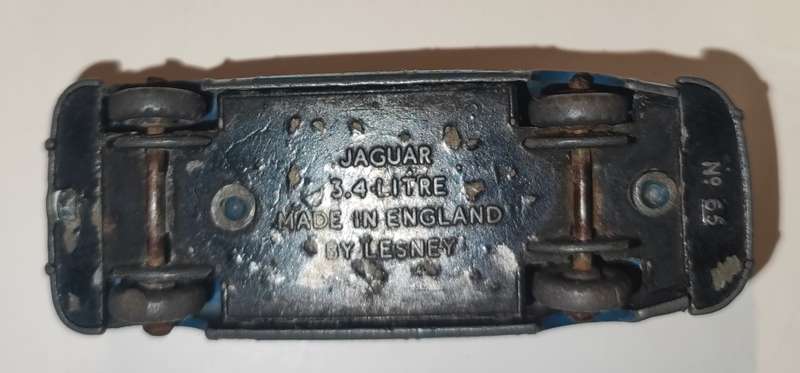 JAGUAR
3.4 LITRE
MADE IN ENGLAND
BY LESNEY
No 65